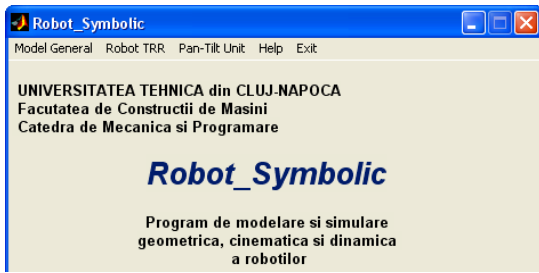 Robot_Symbolic
Model General Robot TRR Pan-Tilt Unit Help Exit
UNIVERSITATEA TEHNICA din CLUJ-NAPOCA
Facutatea de Constructii de Masini
Catedra de Mecanica si Programare
Robot_Symbolic
Program de modelare si simulare
geometrica, cinematica si dinamica
a robotilor